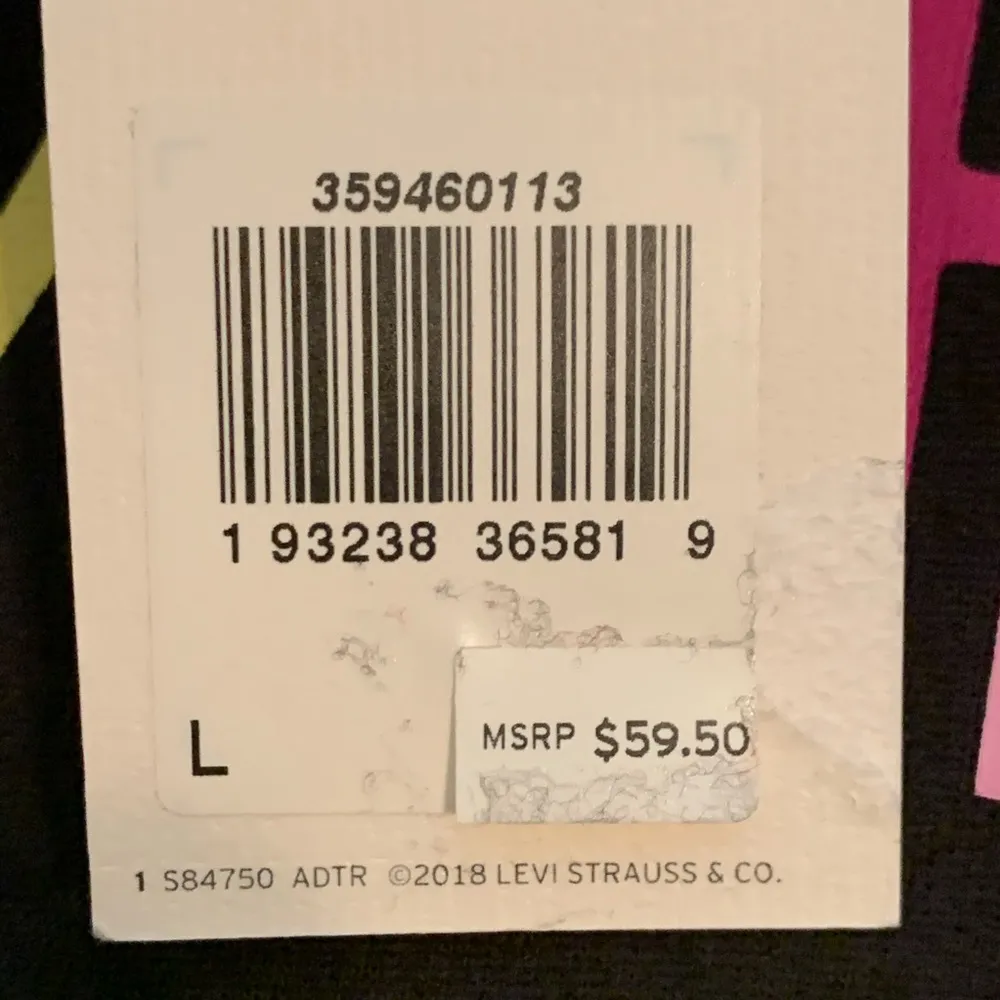 359460113
1 93238 36581 9
MSRP $59.50
L
1 S84750 ADTR ©2018 LEVI STRAUSS & CO.